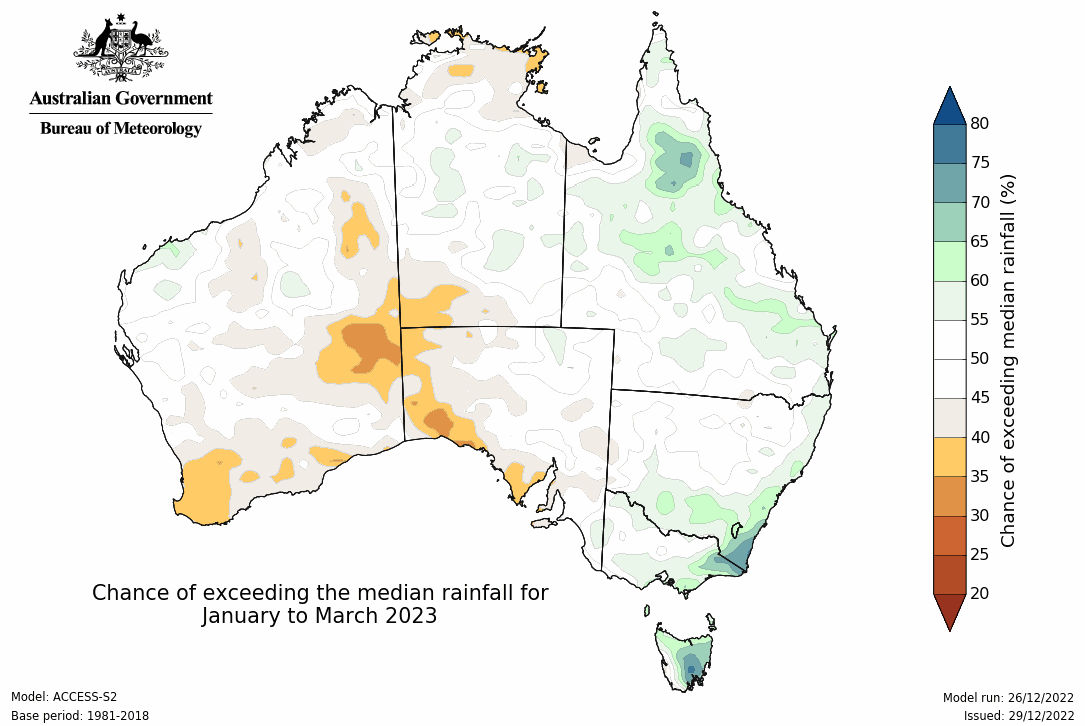 AUSTRALIA
Australian Government
Bureau of Meteorology
80
75
70
65
60
55
50
45
40
35
30
25
20
Chance of exceeding median rainfall (%)
Chance of exceeding the median rainfall for
January to March 2023
Model: ACCESS-S2
Base period: 1981-2018
Model run: 26/12/2022
Issued: 29/12/2022